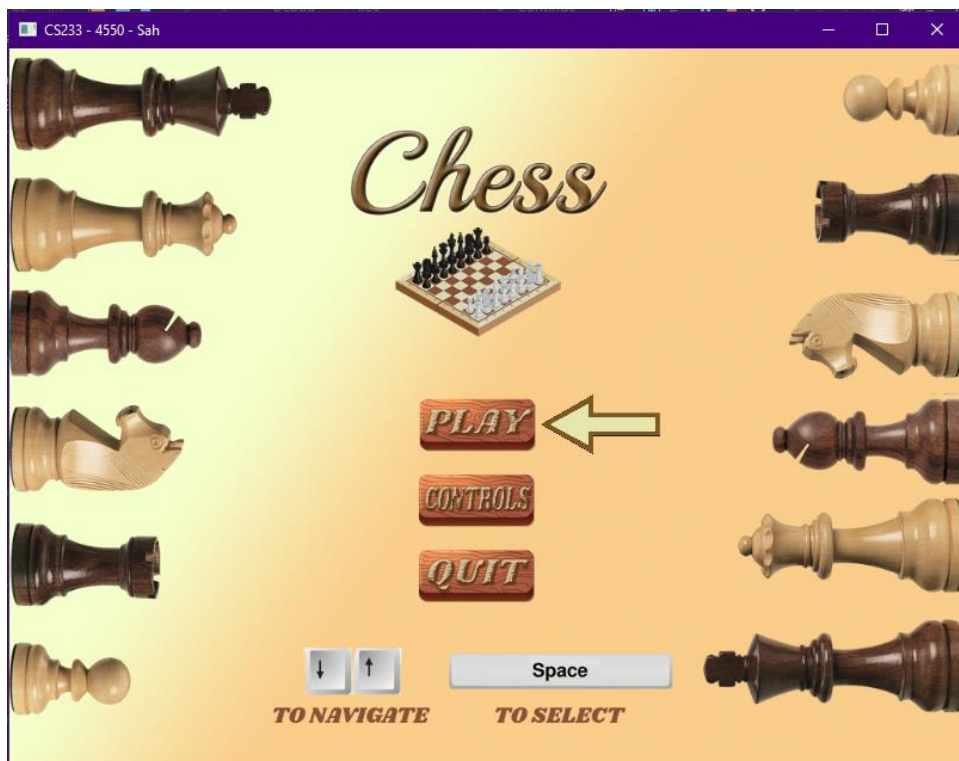 CS233 - 4550 - Sah
Chess
PLAY
CONTROLS
QUIT
↓ ↑ Space
TO NAVIGATE TO SELECT